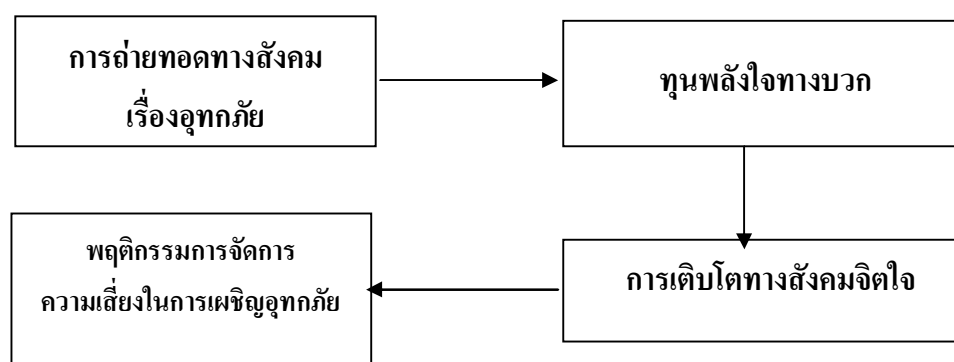 การถ่ายทอดทางสังคม
เรื่องอุทกภัย
ทุนพลังใจทางบวก
การเติบโตทางสังคมจิตใจ
พฤติกรรมการจัดการ
ความเสี่ยงในการเผชิญอุทกภัย